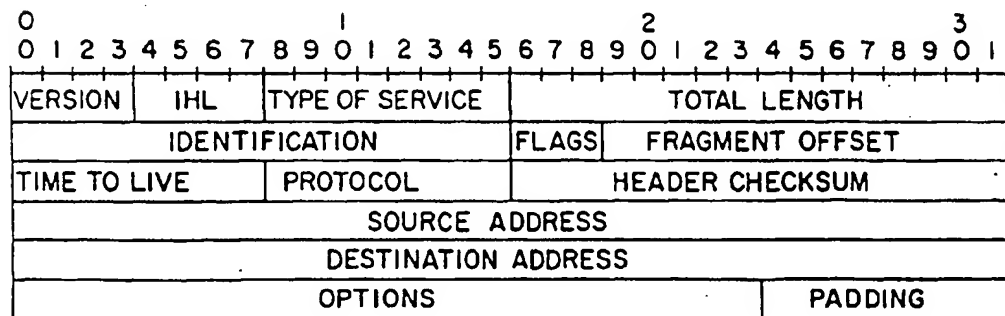 0 1 2 3
0 1 2 3 4 5 6 7 8 9 0 1 2 3 4 5 6 7 8 9 0 1 2 3 4 5 6 7 8 9 0 1
VERSION IHL TYPE OF SERVICE TOTAL LENGTH
IDENTIFICATION FLAGS FRAGMENT OFFSET
TIME TO LIVE PROTOCOL HEADER CHECKSUM
SOURCE ADDRESS
DESTINATION ADDRESS
OPTIONS PADDING